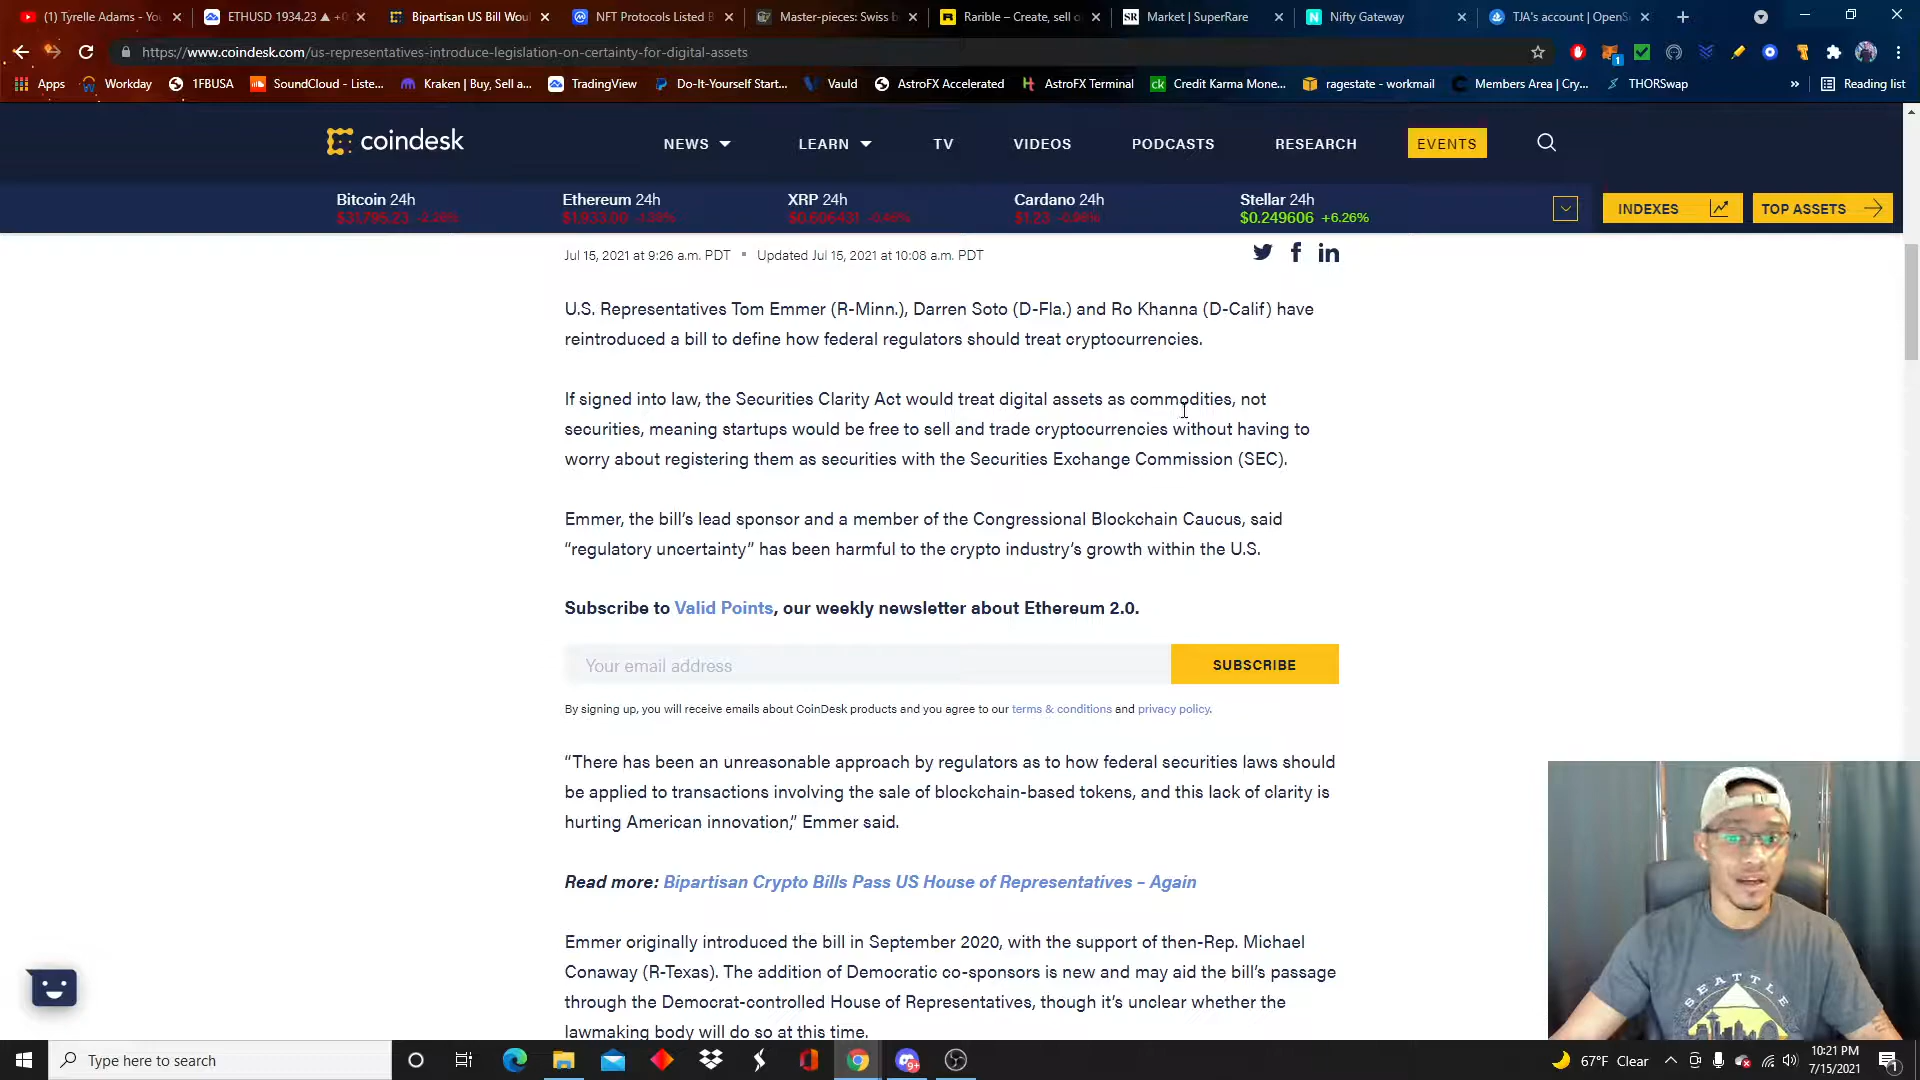 (1) Tyrelle Adams - Yo
ETHUSD 1934.23 ▲ +0
Bipartisan US Bill Wou
NFT Protocols Listed B
Master-pieces: Swiss b
Rarible – Create, sell o
Market | SuperRare
Nifty Gateway
TJA's account | OpenS
https://www.coindesk.com/us-representatives-introduce-legislation-on-certainty-for-digital-assets
Apps
Workday
1FBUSA
SoundCloud - Liste...
Kraken | Buy, Sell a...
TradingView
Do-It-Yourself Start...
Vauld
AstroFX Accelerated
AstroFX Terminal
Credit Karma Mone...
ragestate - workmail
Members Area | Cry...
THORSwap
»
Reading list
coindesk
NEWS
LEARN
TV
VIDEOS
PODCASTS
RESEARCH
EVENTS
Bitcoin 24h
$31,795.23 -2.26%
Ethereum 24h
$1,933.00 -1.38%
XRP 24h
$0.606431 -0.46%
Cardano 24h
$1.23 -0.96%
Stellar 24h
$0.249606 +6.26%
INDEXES
TOP ASSETS
Jul 15, 2021 at 9:26 a.m. PDT ▪ Updated Jul 15, 2021 at 10:08 a.m. PDT
U.S. Representatives Tom Emmer (R-Minn.), Darren Soto (D-Fla.) and Ro Khanna (D-Calif) have
reintroduced a bill to define how federal regulators should treat cryptocurrencies.
If signed into law, the Securities Clarity Act would treat digital assets as commodities, not
securities, meaning startups would be free to sell and trade cryptocurrencies without having to
worry about registering them as securities with the Securities Exchange Commission (SEC).
Emmer, the bill's lead sponsor and a member of the Congressional Blockchain Caucus, said
“regulatory uncertainty” has been harmful to the crypto industry's growth within the U.S.
Subscribe to Valid Points, our weekly newsletter about Ethereum 2.0.
Your email address
SUBSCRIBE
By signing up, you will receive emails about CoinDesk products and you agree to our terms & conditions and privacy policy.
“There has been an unreasonable approach by regulators as to how federal securities laws should
be applied to transactions involving the sale of blockchain-based tokens, and this lack of clarity is
hurting American innovation,” Emmer said.
Read more: Bipartisan Crypto Bills Pass US House of Representatives – Again
Emmer originally introduced the bill in September 2020, with the support of then-Rep. Michael
Conaway (R-Texas). The addition of Democratic co-sponsors is new and may aid the bill's passage
through the Democrat-controlled House of Representatives, though it's unclear whether the
lawmaking body will do so at this time.
SEATTLE
Type here to search
67°F Clear
10:21 PM
7/15/2021